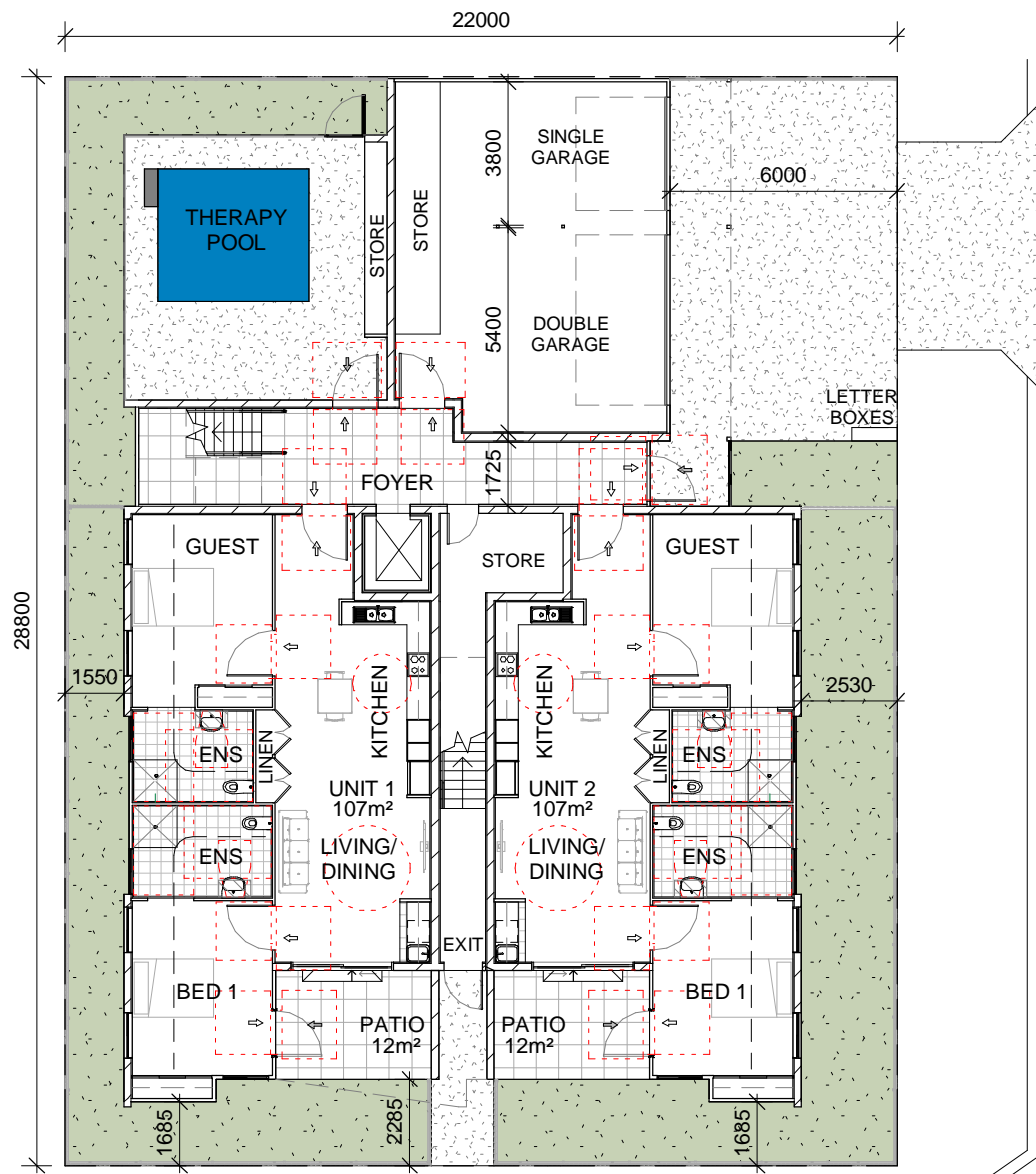 22000
SINGLE
GARAGE
3800
6000
THERAPY
POOL
STORE
STORE
DOUBLE
GARAGE
5400
LETTER
BOXES
1725
FOYER
GUEST
STORE
GUEST
28800
1550
2530
KITCHEN
KITCHEN
ENS
LINEN
LINEN
ENS
UNIT 1
107m²
UNIT 2
107m²
LIVING/
DINING
LIVING/
DINING
ENS
ENS
EXIT
BED 1
BED 1
PATIO
12m²
PATIO
12m²
1685
2285
1685